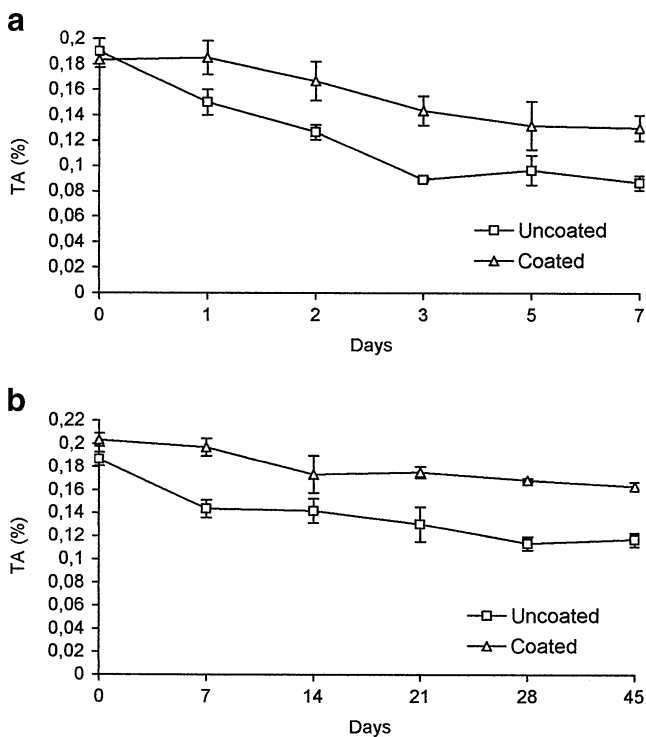 a
0,2
0,18
0,16
0,14
0,12
0,1
0,08
0,06
0,04
0,02
0
TA (%)
Uncoated
Coated
0 1 2 3 5 7
Days
b
0,22
0,2
0,18
0,16
0,14
0,12
0,1
0,08
0,06
0,04
0,02
0
TA (%)
Uncoated
Coated
0 7 14 21 28 45
Days